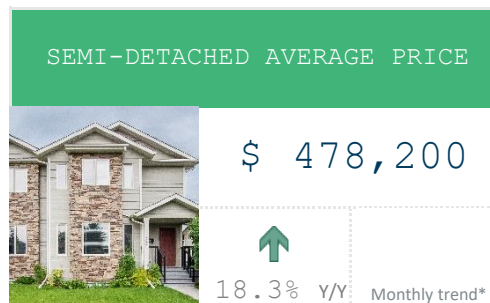 SEMI-DETACHED AVERAGE PRICE
$ 478,200
18.3% Y/Y Monthly trend*